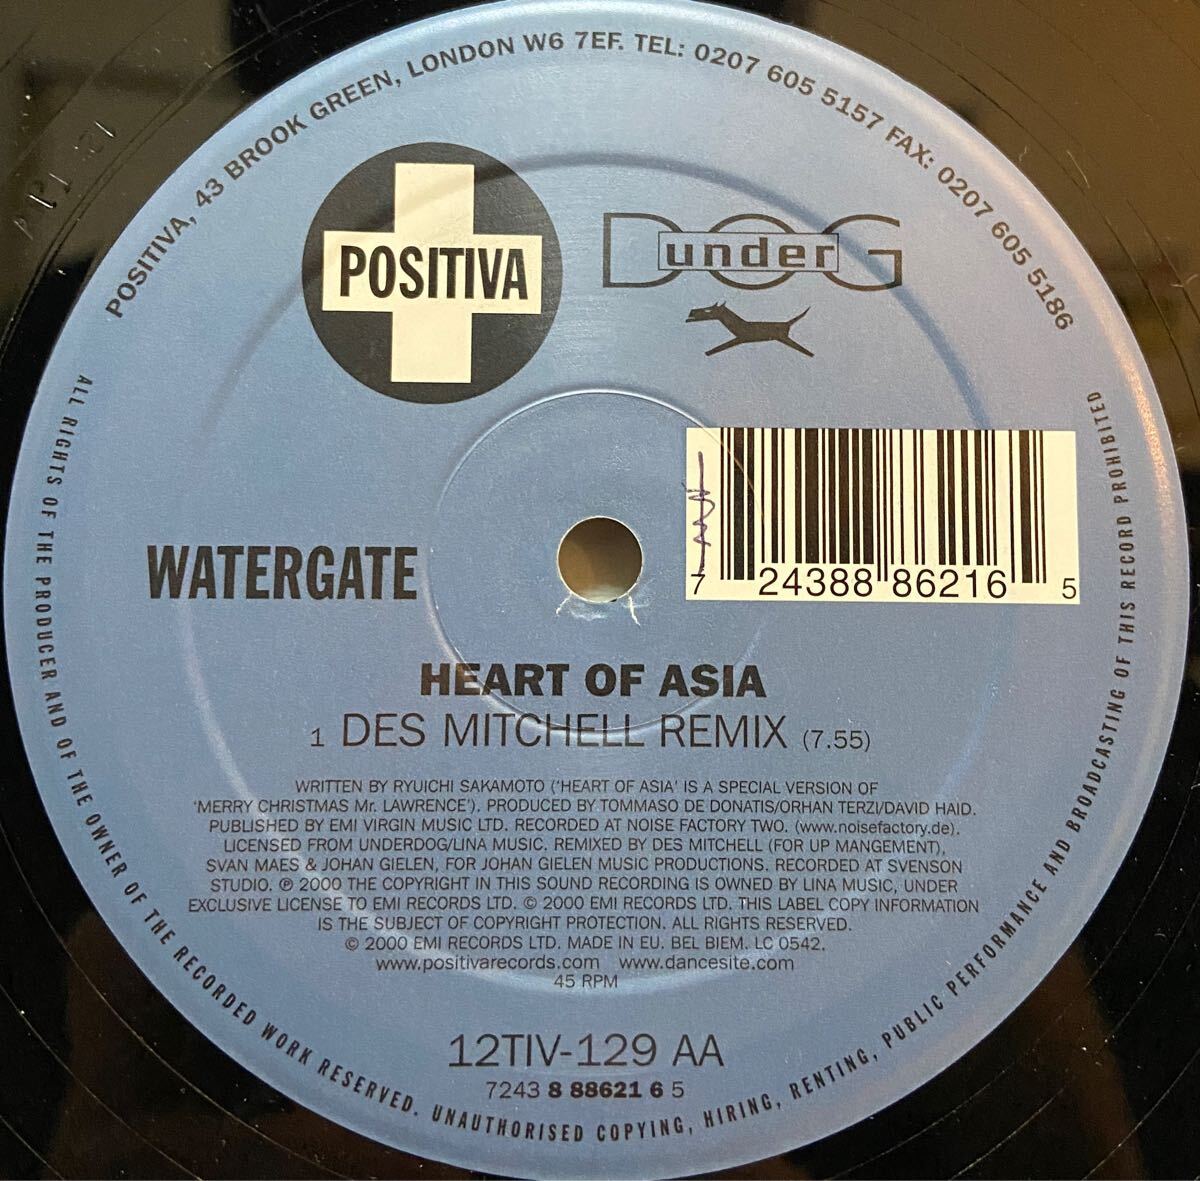 POSITIVA, 43 BROOK GREEN, LONDON W6 7EF. TEL: 0207 605 5157 FAX: 0207 605 5186
POSITIVA
DOG
under
7 24388 86216 5
WATERGATE
HEART OF ASIA
1 DES MITCHELL REMIX (7.55)
WRITTEN BY RYUICHI SAKAMOTO ('HEART OF ASIA' IS A SPECIAL VERSION OF
'MERRY CHRISTMAS Mr. LAWRENCE'). PRODUCED BY TOMMASO DE DONATIS/ORHAN TERZI/DAVID HAID.
PUBLISHED BY EMI VIRGIN MUSIC LTD. RECORDED AT NOISE FACTORY TWO. (www.noisefactory.de).
LICENSED FROM UNDERDOG/LINA MUSIC. REMIXED BY DES MITCHELL (FOR UP MANGEMENT),
SVAN MAES & JOHAN GIELEN, FOR JOHAN GIELEN MUSIC PRODUCTIONS. RECORDED AT SVENSON
STUDIO. ℗ 2000 THE COPYRIGHT IN THIS SOUND RECORDING IS OWNED BY LINA MUSIC, UNDER
EXCLUSIVE LICENSE TO EMI RECORDS LTD. © 2000 EMI RECORDS LTD. THIS LABEL COPY INFORMATION
IS THE SUBJECT OF COPYRIGHT PROTECTION. ALL RIGHTS RESERVED.
© 2000 EMI RECORDS LTD. MADE IN EU. BEL BIEM. LC 0542.
www.positivarecords.com www.dancesite.com
45 RPM
12TIV-129 AA
7243 8 88621 6 5
ALL RIGHTS OF THE PRODUCER AND OF THE OWNER OF THE RECORDED WORK RESERVED. UNAUTHORISED COPYING, HIRING, RENTING, PUBLIC PERFORMANCE AND BROADCASTING OF THIS RECORD PROHIBITED